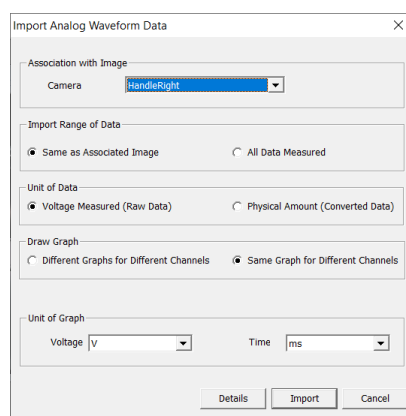 Import Analog Waveform Data
Association with Image
Camera HandleRight
Import Range of Data
Same as Associated Image All Data Measured
Unit of Data
Voltage Measured (Raw Data) Physical Amount (Converted Data)
Draw Graph
Different Graphs for Different Channels Same Graph for Different Channels
Unit of Graph
Voltage V Time ms
Details Import Cancel